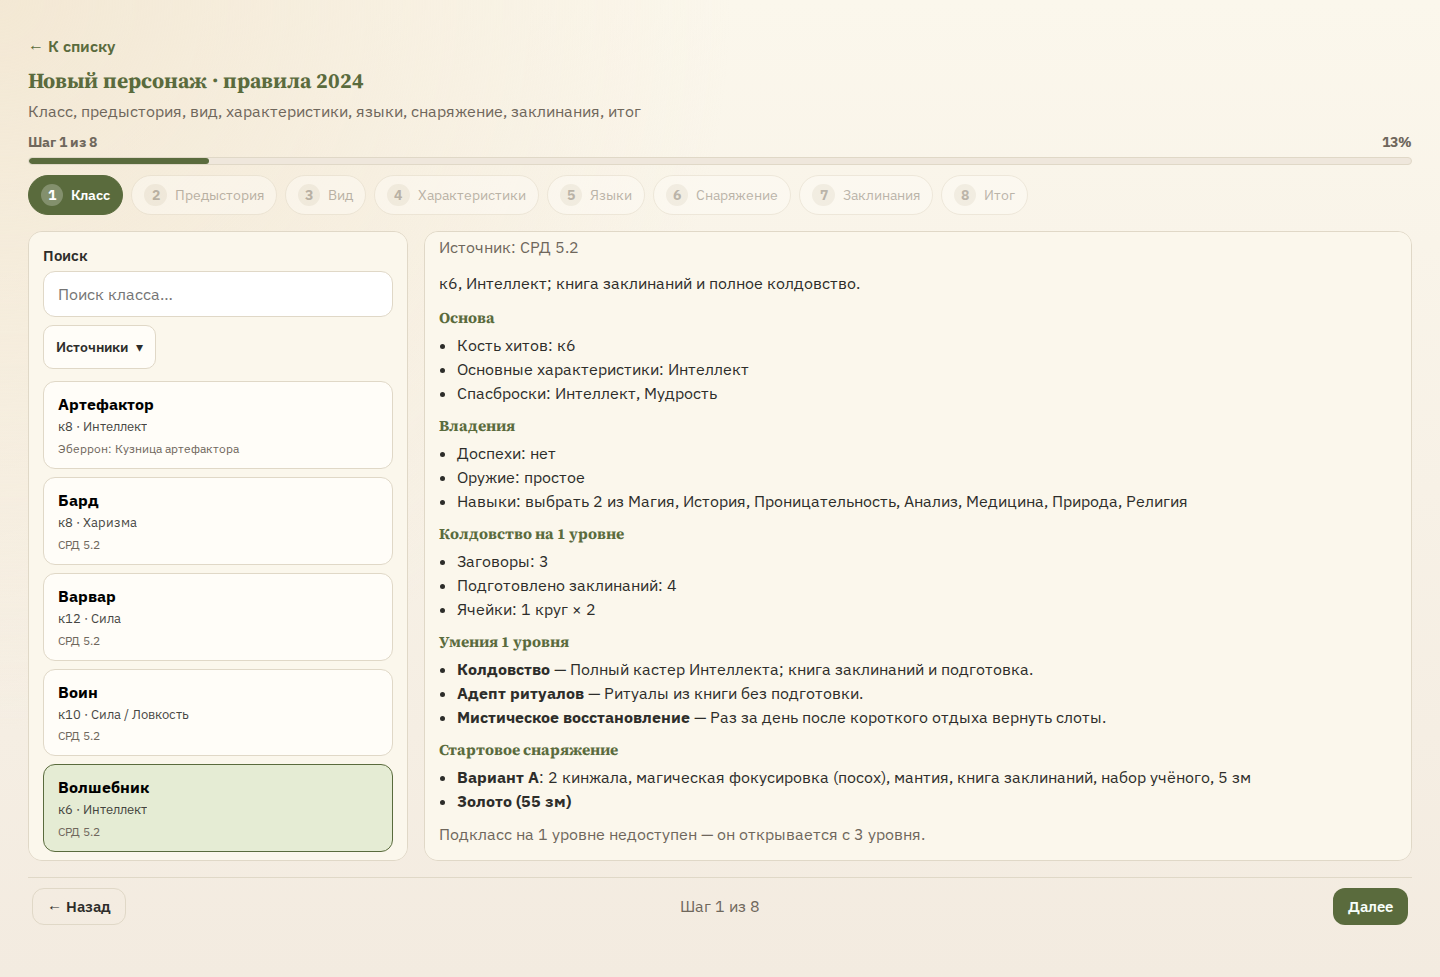 ← К списку
Новый персонаж · правила 2024
Класс, предыстория, вид, характеристики, языки, снаряжение, заклинания, итог
Шаг 1 из 8
13%
1 Класс
2 Предыстория
3 Вид
4 Характеристики
5 Языки
6 Снаряжение
7 Заклинания
8 Итог
Поиск
Поиск класса...
Источники ▾
Артефактор
к8 · Интеллект
Эберрон: Кузница артефактора
Бард
к8 · Харизма
СРД 5.2
Варвар
к12 · Сила
СРД 5.2
Воин
к10 · Сила / Ловкость
СРД 5.2
Волшебник
к6 · Интеллект
СРД 5.2
Источник: СРД 5.2
к6, Интеллект; книга заклинаний и полное колдовство.
Основа
• Кость хитов: к6
• Основные характеристики: Интеллект
• Спасброски: Интеллект, Мудрость
Владения
• Доспехи: нет
• Оружие: простое
• Навыки: выбрать 2 из Магия, История, Проницательность, Анализ, Медицина, Природа, Религия
Колдовство на 1 уровне
• Заговоры: 3
• Подготовлено заклинаний: 4
• Ячейки: 1 круг × 2
Умения 1 уровня
• Колдовство — Полный кастер Интеллекта; книга заклинаний и подготовка.
• Адепт ритуалов — Ритуалы из книги без подготовки.
• Мистическое восстановление — Раз за день после короткого отдыха вернуть слоты.
Стартовое снаряжение
• Вариант А: 2 кинжала, магическая фокусировка (посох), мантия, книга заклинаний, набор учёного, 5 зм
• Золото (55 зм)
Подкласс на 1 уровне недоступен — он открывается с 3 уровня.
← Назад
Шаг 1 из 8
Далее